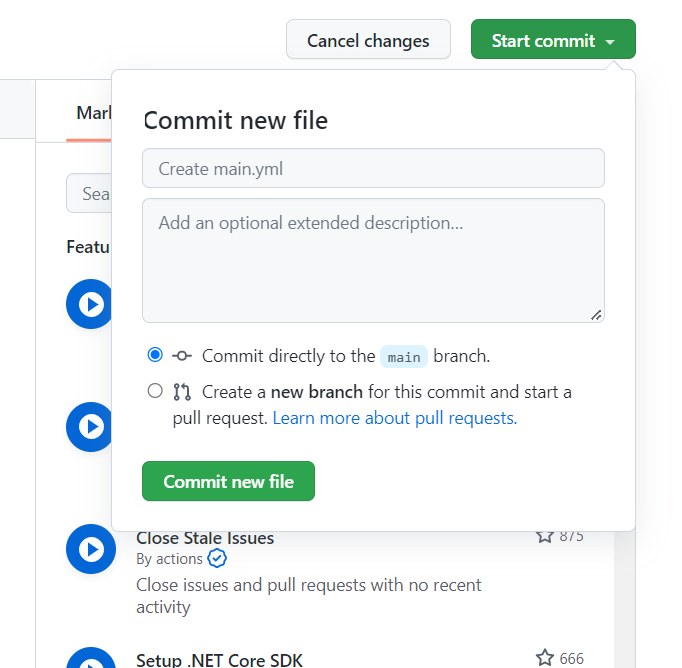 Cancel changes
Start commit
Mar
Commit new file
Create main.yml
Sea
Add an optional extended description...
Featu
Commit directly to the main branch.
Create a new branch for this commit and start a
pull request. Learn more about pull requests.
Commit new file
Close Stale Issues
875
By actions
Close issues and pull requests with no recent
activity
Setup .NET Core SDK
666